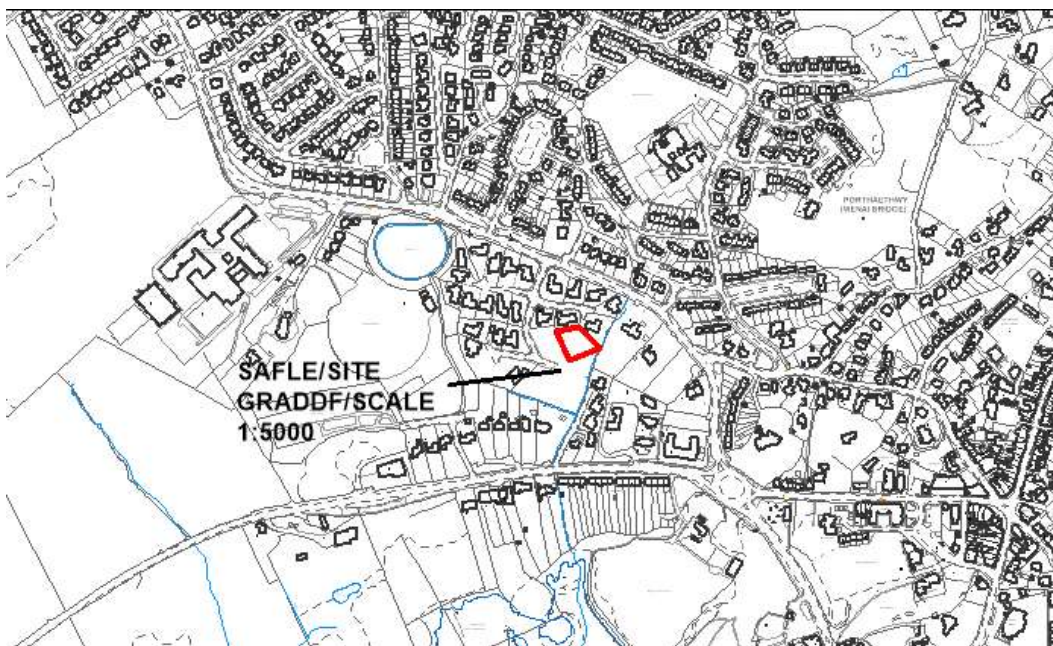 SAFLE/SITE
GRADDF/SCALE
1:5000
PORTHAETHWY
(MENAI BRIDGE)